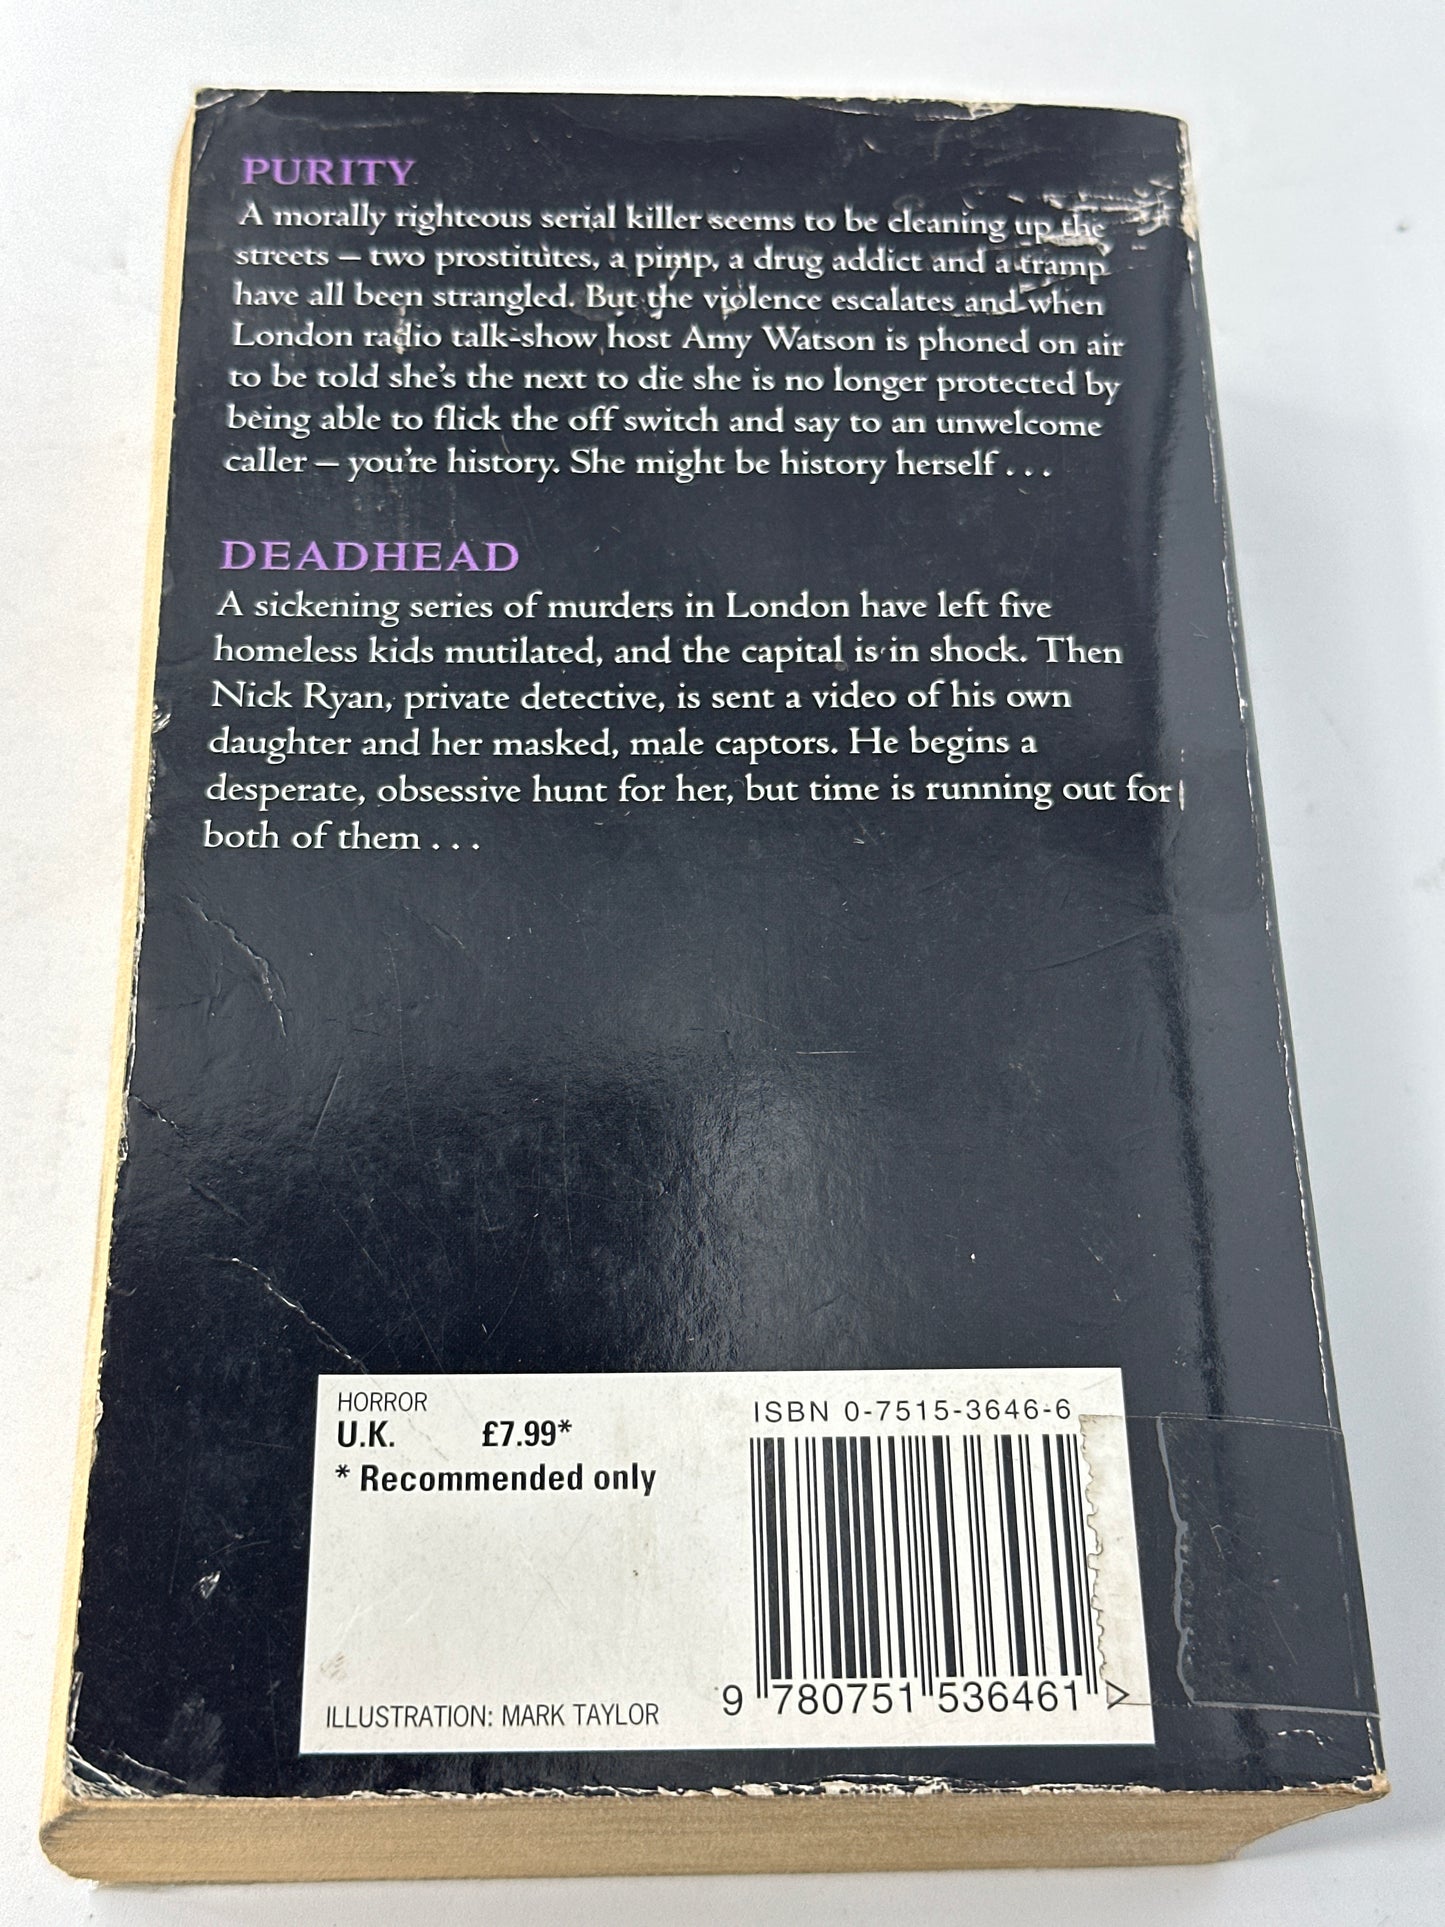 PURITY
A morally righteous serial killer seems to be cleaning up the
streets – two prostitutes, a pimp, a drug addict and a tramp
have all been strangled. But the violence escalates and when
London radio talk-show host Amy Watson is phoned on air
to be told she's the next to die she is no longer protected by
being able to flick the off switch and say to an unwelcome
caller – you're history. She might be history herself . . .
DEADHEAD
A sickening series of murders in London have left five
homeless kids mutilated, and the capital is in shock. Then
Nick Ryan, private detective, is sent a video of his own
daughter and her masked, male captors. He begins a
desperate, obsessive hunt for her, but time is running out for
both of them . . .
HORROR
U.K. £7.99*
* Recommended only
ILLUSTRATION: MARK TAYLOR
ISBN 0-7515-3646-6
9 780751 536461 >